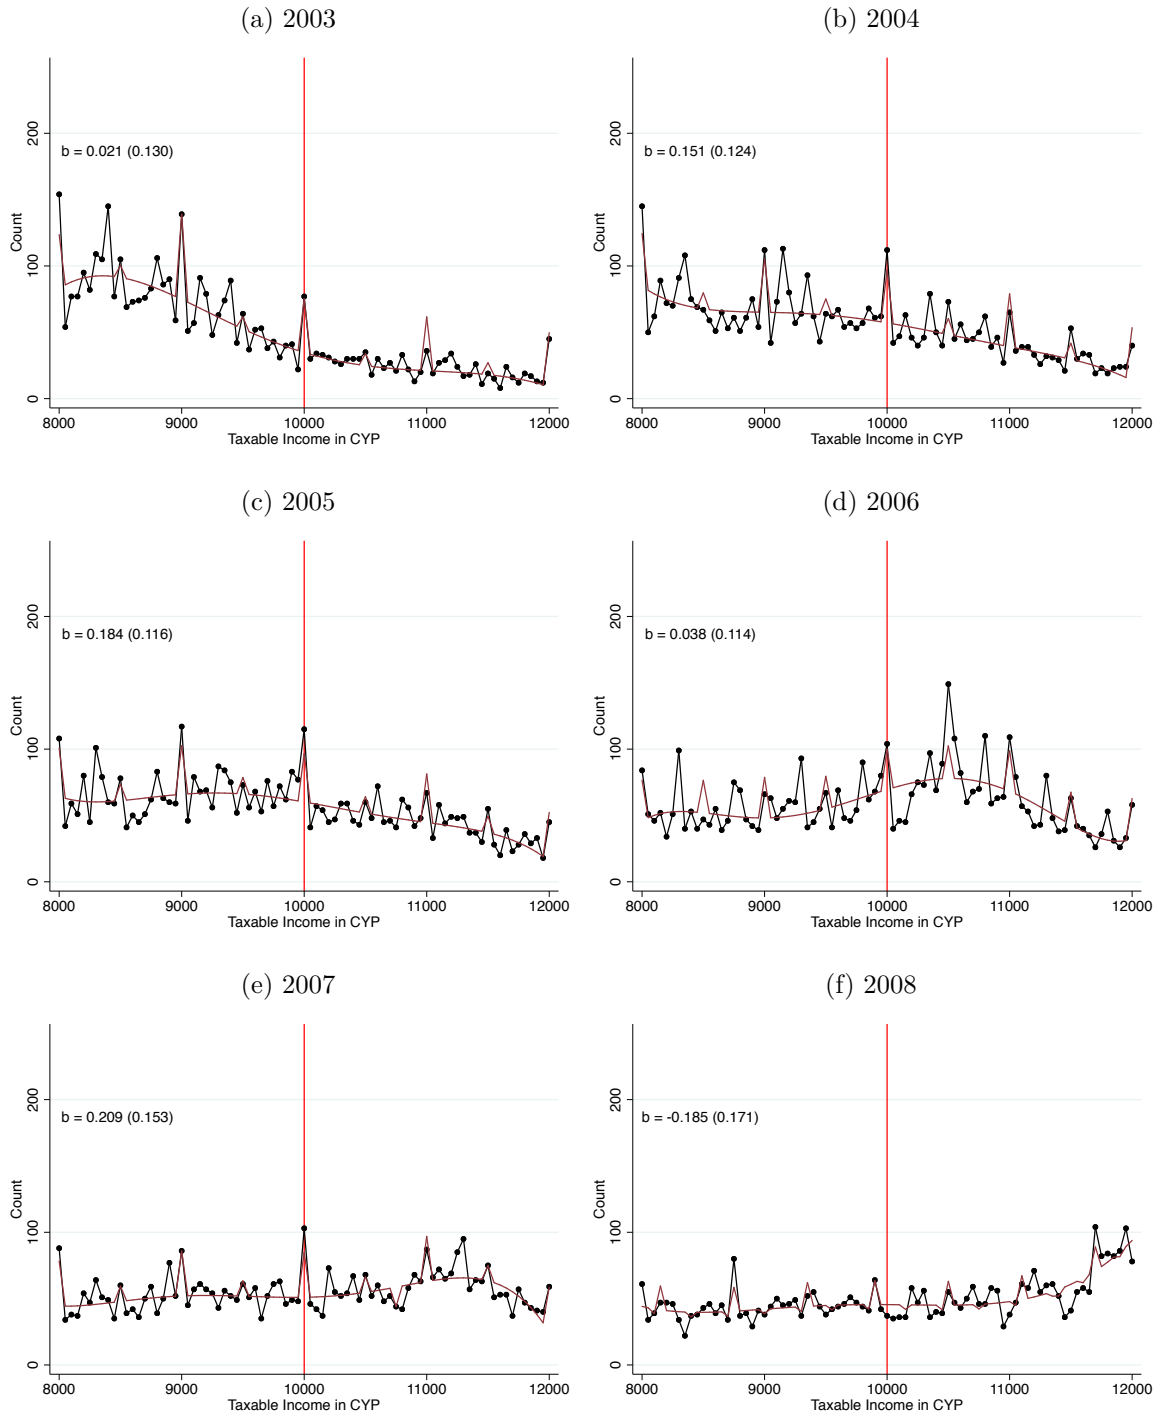 (a) 2003
200
100
0
Count
b = 0.021 (0.130)
8000 9000 10000 11000 12000
Taxable Income in CYP
(b) 2004
200
100
0
Count
b = 0.151 (0.124)
8000 9000 10000 11000 12000
Taxable Income in CYP
(c) 2005
200
100
0
Count
b = 0.184 (0.116)
8000 9000 10000 11000 12000
Taxable Income in CYP
(d) 2006
200
100
0
Count
b = 0.038 (0.114)
8000 9000 10000 11000 12000
Taxable Income in CYP
(e) 2007
200
100
0
Count
b = 0.209 (0.153)
8000 9000 10000 11000 12000
Taxable Income in CYP
(f) 2008
200
100
0
Count
b = -0.185 (0.171)
8000 9000 10000 11000 12000
Taxable Income in CYP